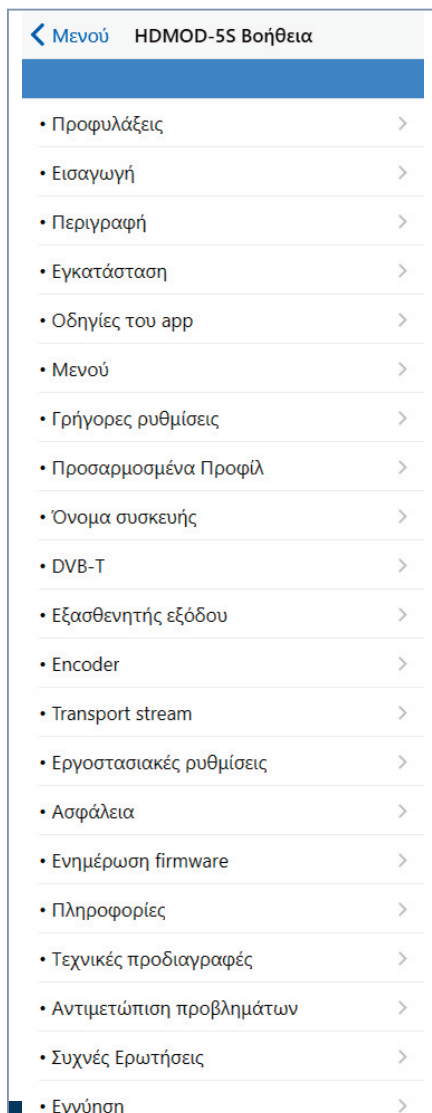 Μενού HDMOD-5S Βοήθεια
• Προφυλάξεις
• Εισαγωγή
• Περιγραφή
• Εγκατάσταση
• Οδηγίες του app
• Μενού
• Γρήγορες ρυθμίσεις
• Προσαρμοσμένα Προφίλ
• Όνομα συσκευής
• DVB-T
• Εξασθενητής εξόδου
• Encoder
• Transport stream
• Εργοστασιακές ρυθμίσεις
• Ασφάλεια
• Ενημέρωση firmware
• Πληροφορίες
• Τεχνικές προδιαγραφές
• Αντιμετώπιση προβλημάτων
• Συχνές Ερωτήσεις
• Εγγύηση